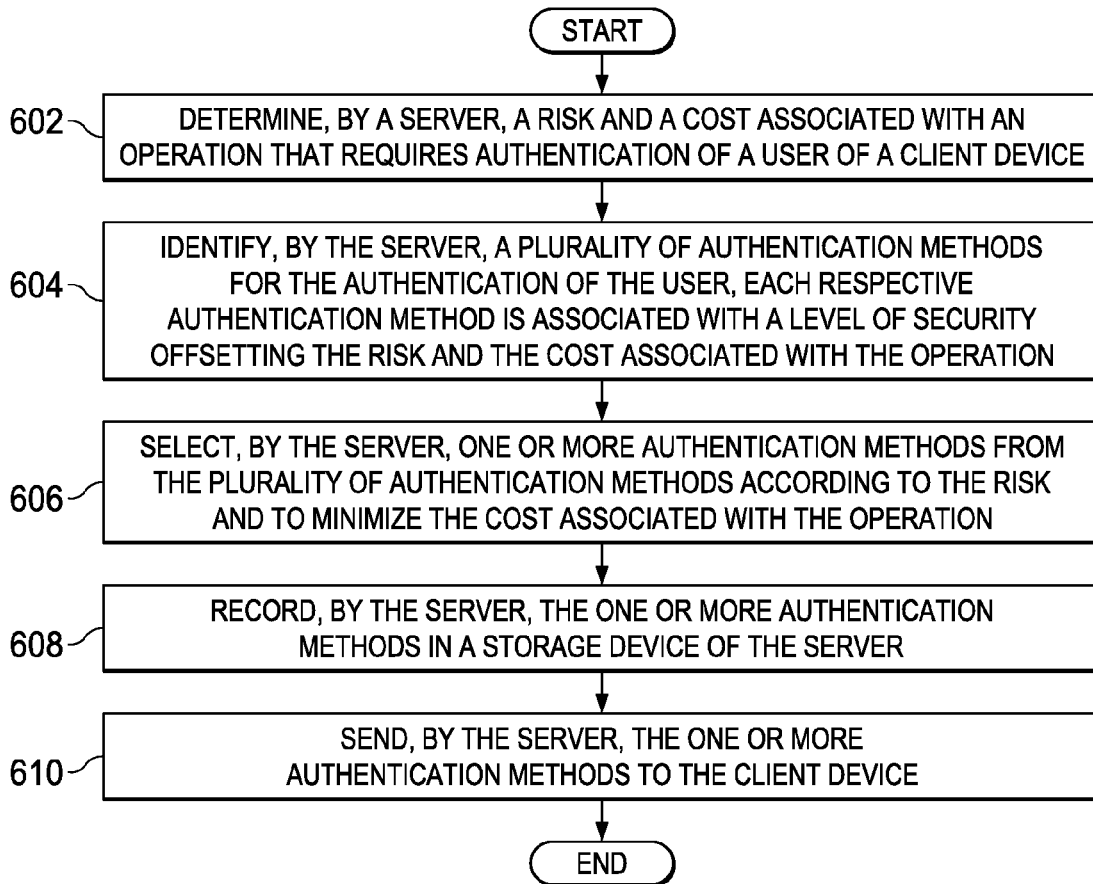 START
602
DETERMINE, BY A SERVER, A RISK AND A COST ASSOCIATED WITH AN
OPERATION THAT REQUIRES AUTHENTICATION OF A USER OF A CLIENT DEVICE
604
IDENTIFY, BY THE SERVER, A PLURALITY OF AUTHENTICATION METHODS
FOR THE AUTHENTICATION OF THE USER, EACH RESPECTIVE
AUTHENTICATION METHOD IS ASSOCIATED WITH A LEVEL OF SECURITY
OFFSETTING THE RISK AND THE COST ASSOCIATED WITH THE OPERATION
606
SELECT, BY THE SERVER, ONE OR MORE AUTHENTICATION METHODS FROM
THE PLURALITY OF AUTHENTICATION METHODS ACCORDING TO THE RISK
AND TO MINIMIZE THE COST ASSOCIATED WITH THE OPERATION
608
RECORD, BY THE SERVER, THE ONE OR MORE AUTHENTICATION
METHODS IN A STORAGE DEVICE OF THE SERVER
610
SEND, BY THE SERVER, THE ONE OR MORE
AUTHENTICATION METHODS TO THE CLIENT DEVICE
END